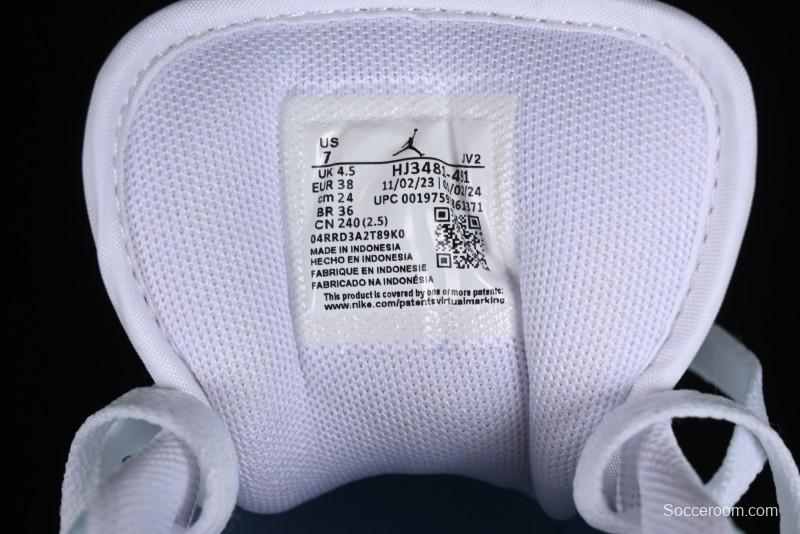 US
7 JV2
UK 4.5
EUR 38
cm 24
BR 36
CN 240 (2.5)
11/02/23
UPC
04RRD3A2T89K0
MADE IN INDONESIA
HECHO EN INDONESIA
FABRIQUE EN INDONESIE
FABRICADO NA INDONÉSIA
This product is covered by one or more patents:
www.nike.com/patentsvirtualmarking
Socceroom.com